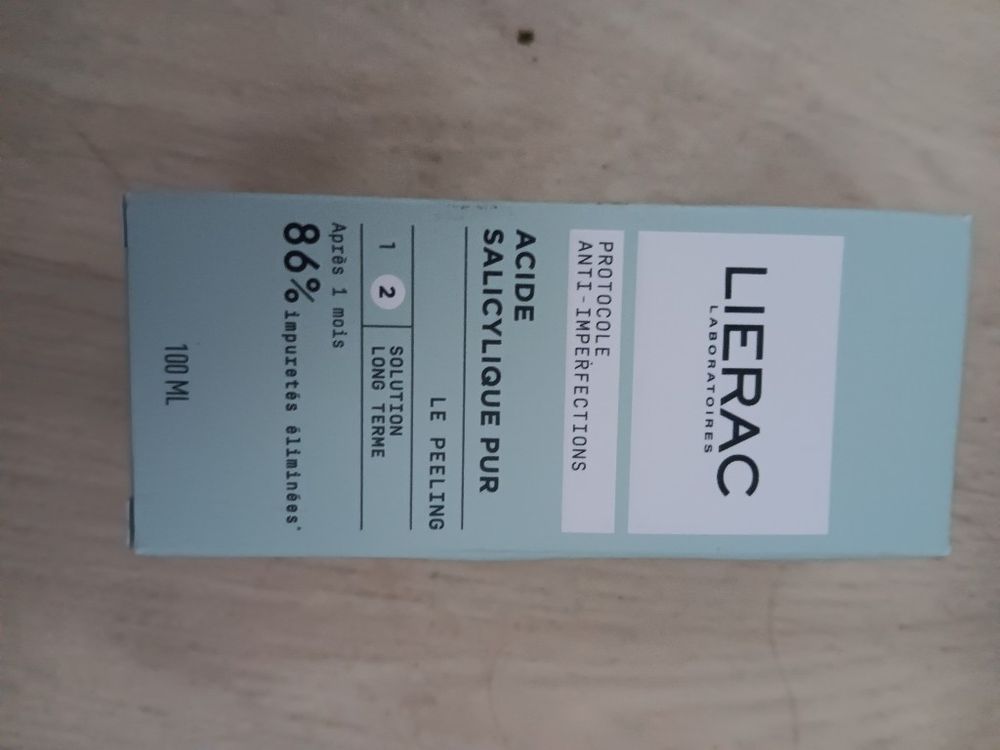 LIERAC
LABORATOIRES
PROTOCOLE
ANTI-IMPERFECTIONS
ACIDE
SALICYLIQUE PUR
LE PEELING
1 2 SOLUTION
LONG TERME
Après 1 mois
86% impuretés éliminées*
100 ML